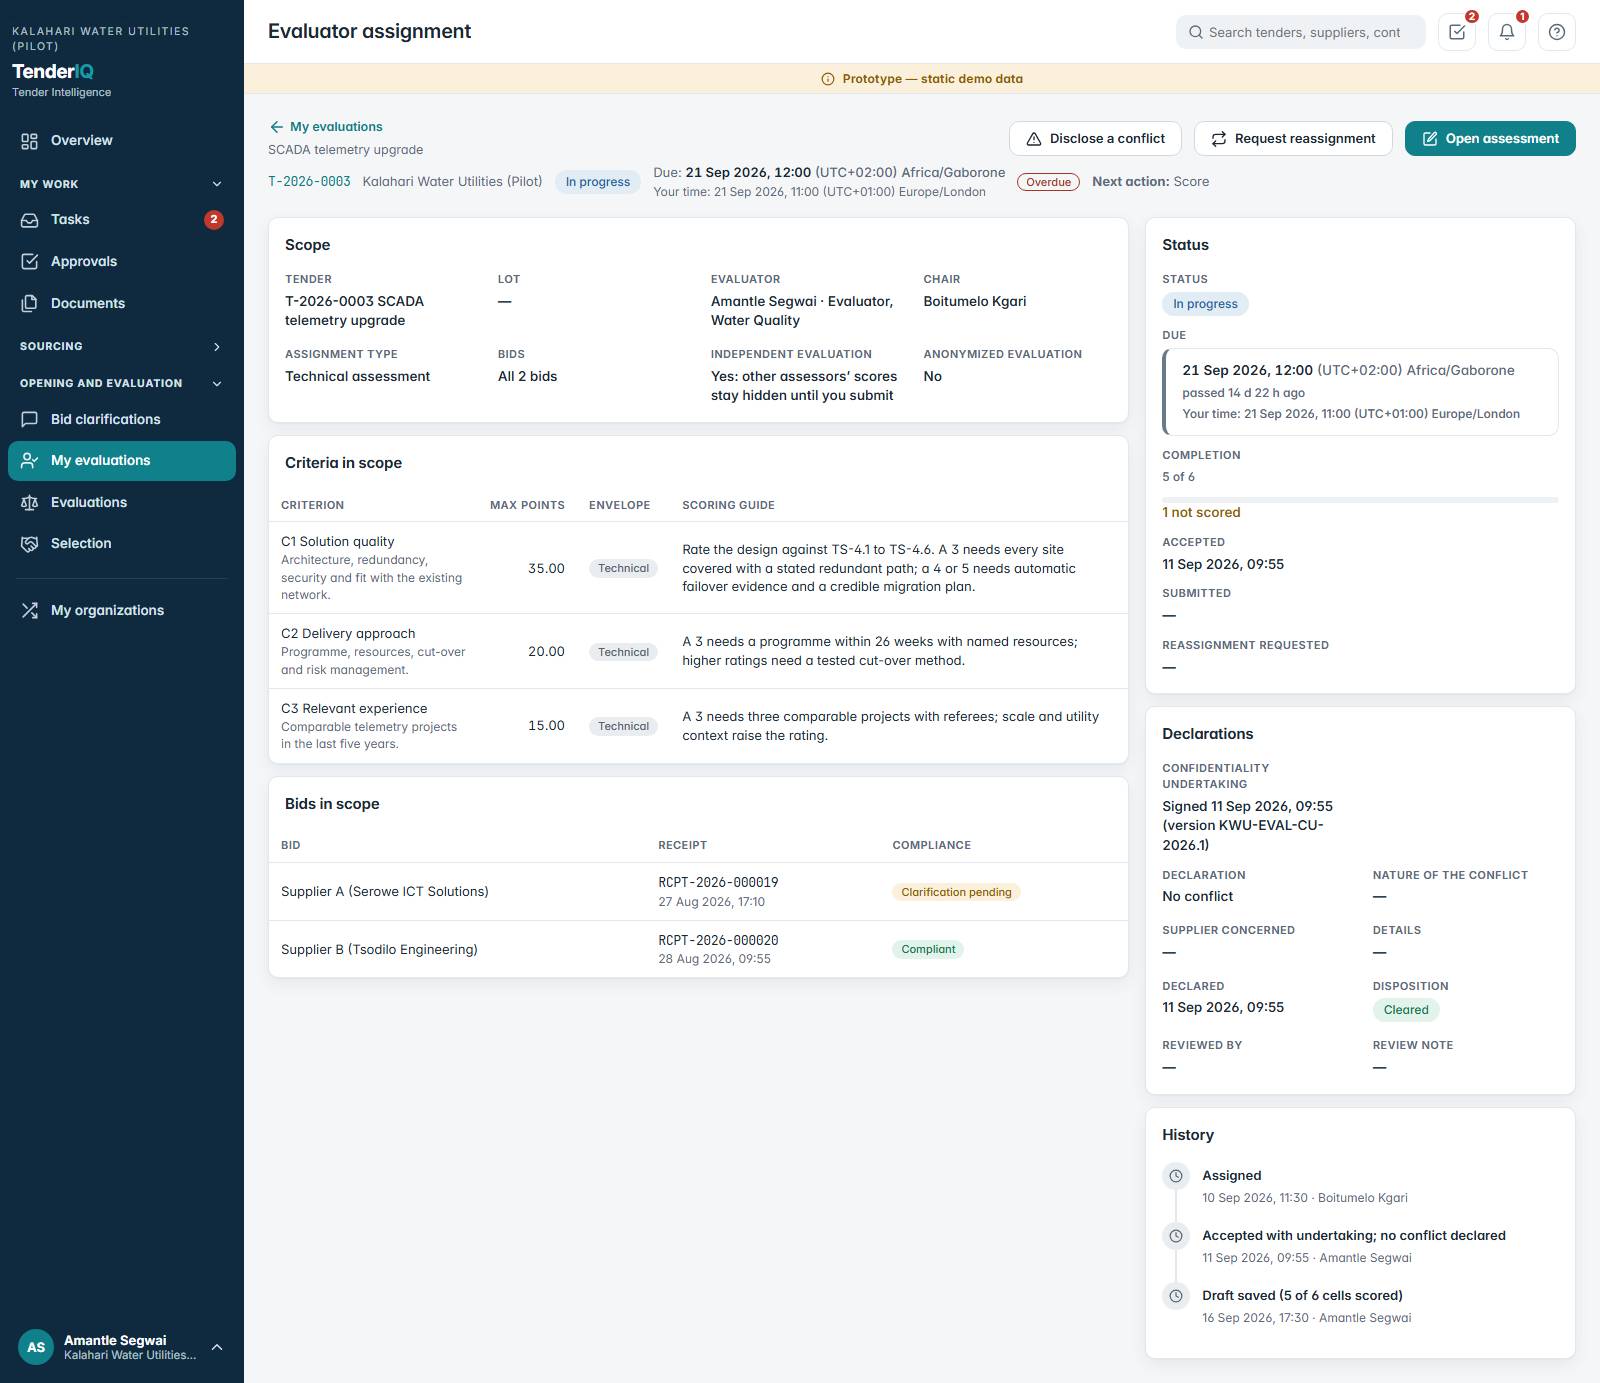 KALAHARI WATER UTILITIES
(PILOT)
TenderIQ
Tender Intelligence
Overview
MY WORK
Tasks
2
Approvals
Documents
SOURCING
OPENING AND EVALUATION
Bid clarifications
My evaluations
Evaluations
Selection
My organizations
AS
Amantle Segwai
Kalahari Water Utilities...
Evaluator assignment
Search tenders, suppliers, cont
2
1
Prototype — static demo data
My evaluations
SCADA telemetry upgrade
Disclose a conflict
Request reassignment
Open assessment
T-2026-0003 Kalahari Water Utilities (Pilot) In progress
Due: 21 Sep 2026, 12:00 (UTC+02:00) Africa/Gaborone
Your time: 21 Sep 2026, 11:00 (UTC+01:00) Europe/London
Overdue
Next action: Score
Scope
TENDER
T-2026-0003 SCADA
telemetry upgrade
LOT
—
EVALUATOR
Amantle Segwai · Evaluator,
Water Quality
CHAIR
Boitumelo Kgari
ASSIGNMENT TYPE
Technical assessment
BIDS
All 2 bids
INDEPENDENT EVALUATION
Yes: other assessors’ scores
stay hidden until you submit
ANONYMIZED EVALUATION
No
Criteria in scope
CRITERION MAX POINTS ENVELOPE SCORING GUIDE
C1 Solution quality
Architecture, redundancy,
security and fit with the existing
network.
35.00
Technical
Rate the design against TS-4.1 to TS-4.6. A 3 needs every site
covered with a stated redundant path; a 4 or 5 needs automatic
failover evidence and a credible migration plan.
C2 Delivery approach
Programme, resources, cut-over
and risk management.
20.00
Technical
A 3 needs a programme within 26 weeks with named resources;
higher ratings need a tested cut-over method.
C3 Relevant experience
Comparable telemetry projects
in the last five years.
15.00
Technical
A 3 needs three comparable projects with referees; scale and utility
context raise the rating.
Bids in scope
BID RECEIPT COMPLIANCE
Supplier A (Serowe ICT Solutions)
RCPT-2026-000019
27 Aug 2026, 17:10
Clarification pending
Supplier B (Tsodilo Engineering)
RCPT-2026-000020
28 Aug 2026, 09:55
Compliant
Status
STATUS
In progress
DUE
21 Sep 2026, 12:00 (UTC+02:00) Africa/Gaborone
passed 14 d 22 h ago
Your time: 21 Sep 2026, 11:00 (UTC+01:00) Europe/London
COMPLETION
5 of 6
1 not scored
ACCEPTED
11 Sep 2026, 09:55
SUBMITTED
—
REASSIGNMENT REQUESTED
—
Declarations
CONFIDENTIALITY
UNDERTAKING
Signed 11 Sep 2026, 09:55
(version KWU-EVAL-CU-
2026.1)
DECLARATION
No conflict
NATURE OF THE CONFLICT
—
SUPPLIER CONCERNED
—
DETAILS
—
DECLARED
11 Sep 2026, 09:55
DISPOSITION
Cleared
REVIEWED BY
—
REVIEW NOTE
—
History
Assigned
10 Sep 2026, 11:30 · Boitumelo Kgari
Accepted with undertaking; no conflict declared
11 Sep 2026, 09:55 · Amantle Segwai
Draft saved (5 of 6 cells scored)
16 Sep 2026, 17:30 · Amantle Segwai